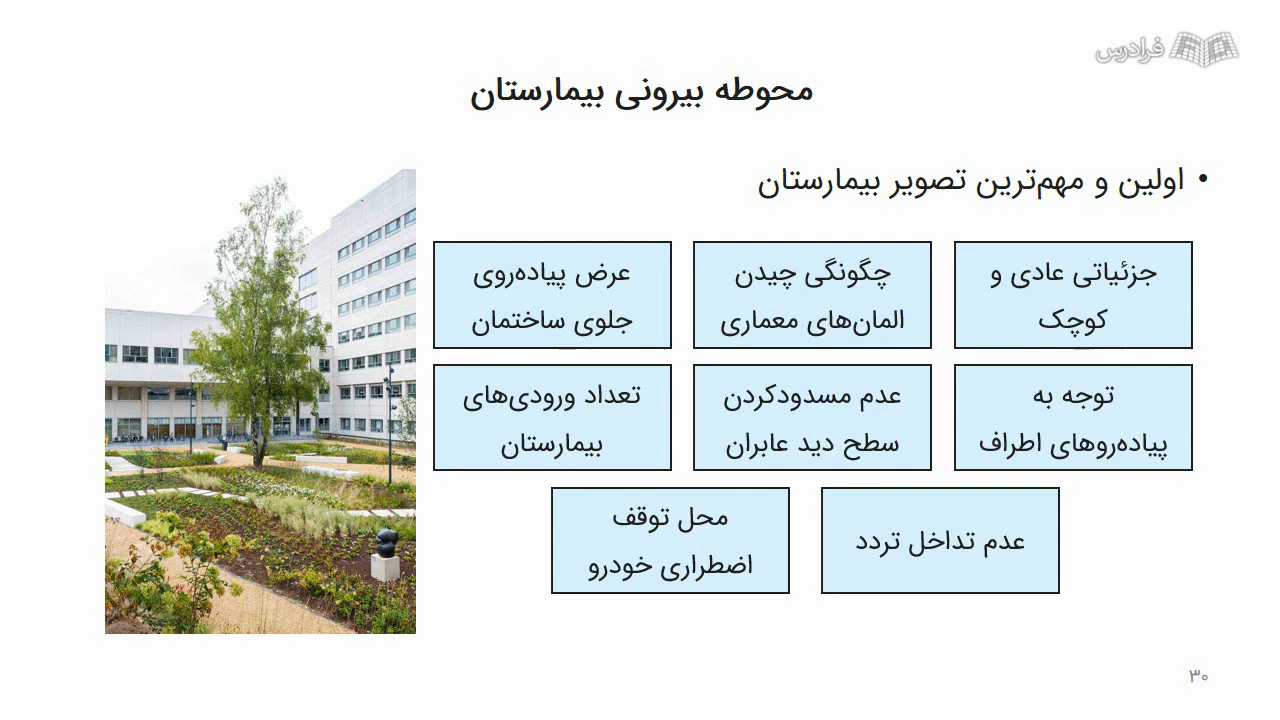 فرادرس
محوطه بیرونی بیمارستان
• اولین و مهم‌ترین تصویر بیمارستان
جزئیاتی عادی و
کوچک
چگونگی چیدن
المان‌های معماری
عرض پیاده‌روی
جلوی ساختمان
توجه به
پیاده‌روهای اطراف
عدم مسدودکردن
سطح دید عابران
تعداد ورودی‌های
بیمارستان
عدم تداخل تردد
محل توقف
اضطراری خودرو
۳۰